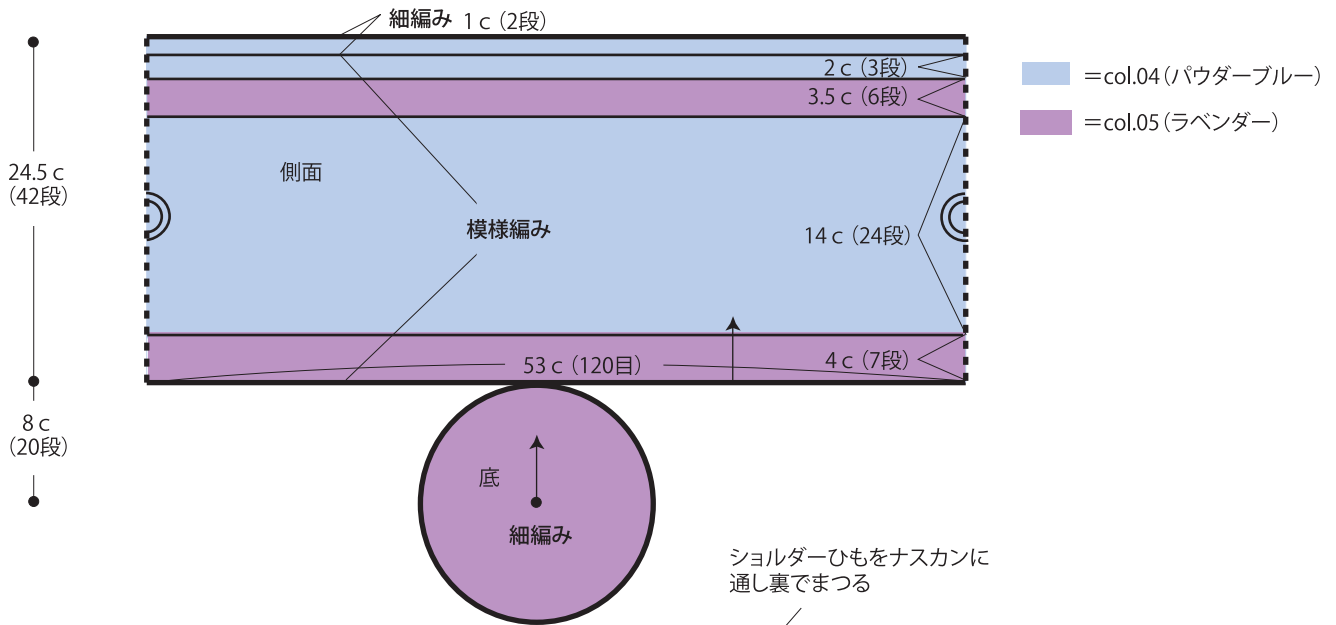 細編み 1 c (2段)
2 c (3段)
3.5 c (6段)
=col.04(パウダーブルー)
=col.05(ラベンダー)
24.5 c
(42段)
側面
模様編み
14 c (24段)
53 c (120目)
4 c (7段)
8 c
(20段)
底
細編み
ショルダーひもをナスカンに
通し裏でまつる